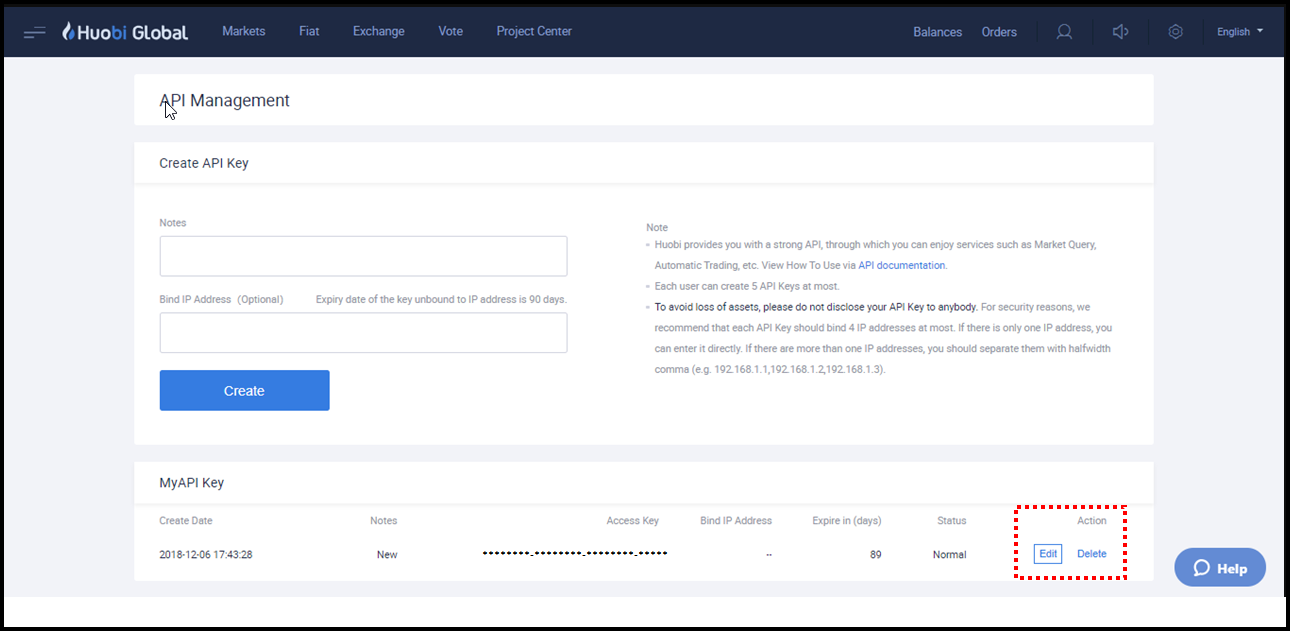 Huobi Global Markets Fiat Exchange Vote Project Center Balances Orders English
API Management
Create API Key
Notes
Bind IP Address (Optional) Expiry date of the key unbound to IP address is 90 days.
Create
Note
Huobi provides you with a strong API, through which you can enjoy services such as Market Query,
Automatic Trading, etc. View How To Use via API documentation.
Each user can create 5 API Keys at most.
To avoid loss of assets, please do not disclose your API Key to anybody. For security reasons, we
recommend that each API Key should bind 4 IP addresses at most. If there is only one IP address, you
can enter it directly. If there are more than one IP addresses, you should separate them with halfwidth
comma (e.g. 192.168.1.1,192.168.1.2,192.168.1.3).
MyAPI Key
Create Date Notes Access Key Bind IP Address Expire in (days) Status Action
2018-12-06 17:43:28 New ********-********-********-***** -- 89 Normal Edit Delete
Help